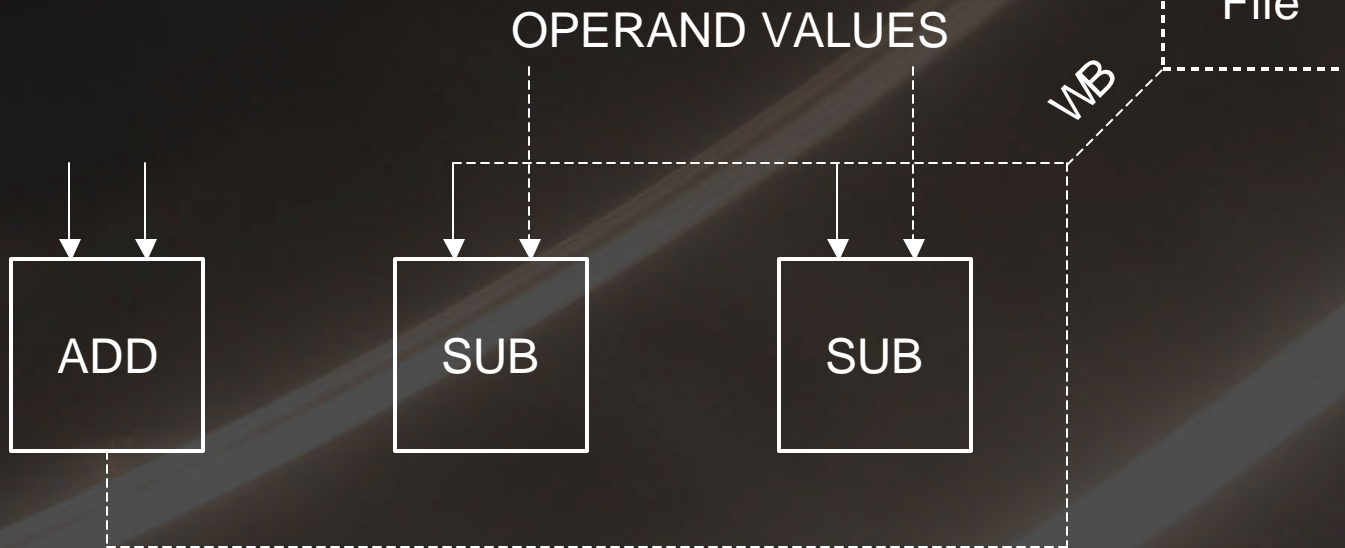 File
OPERAND VALUES
WB
ADD
SUB
SUB